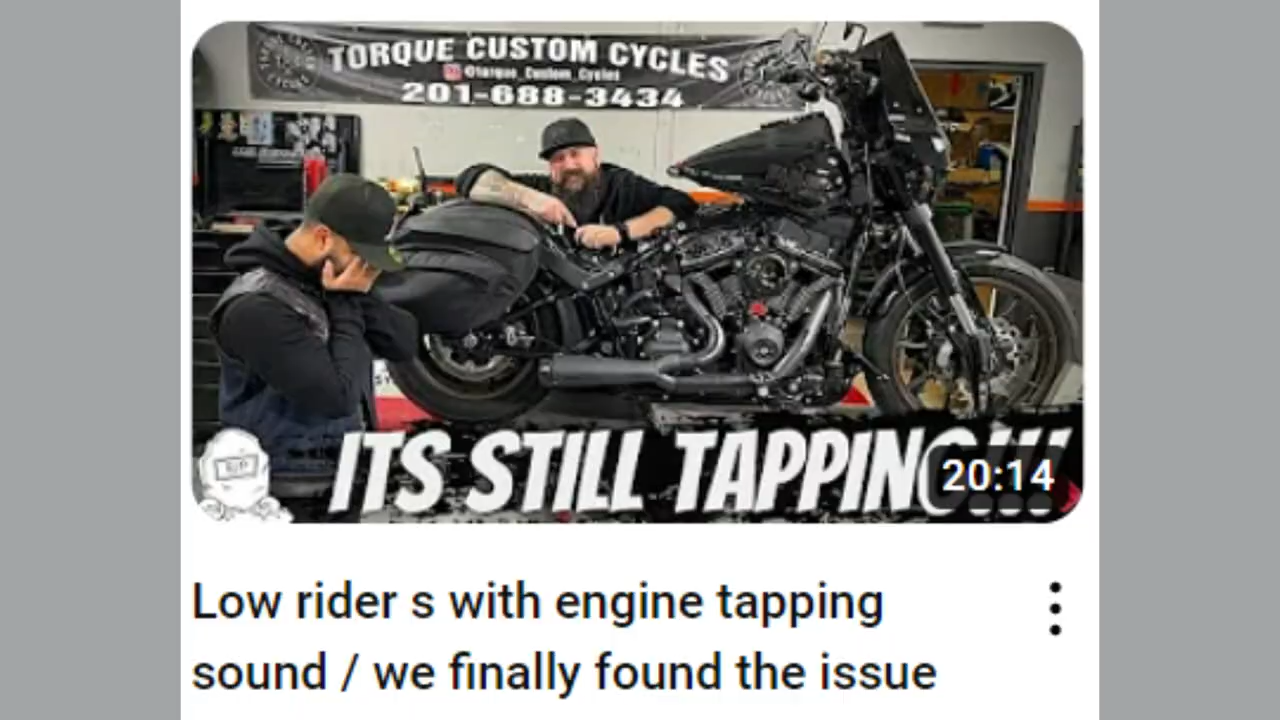 TORQUE CUSTOM CYCLES
@torque_Custom_Cycles
201-688-3434
ITS STILL TAPPING!!!
20:14
Low rider s with engine tapping
sound / we finally found the issue